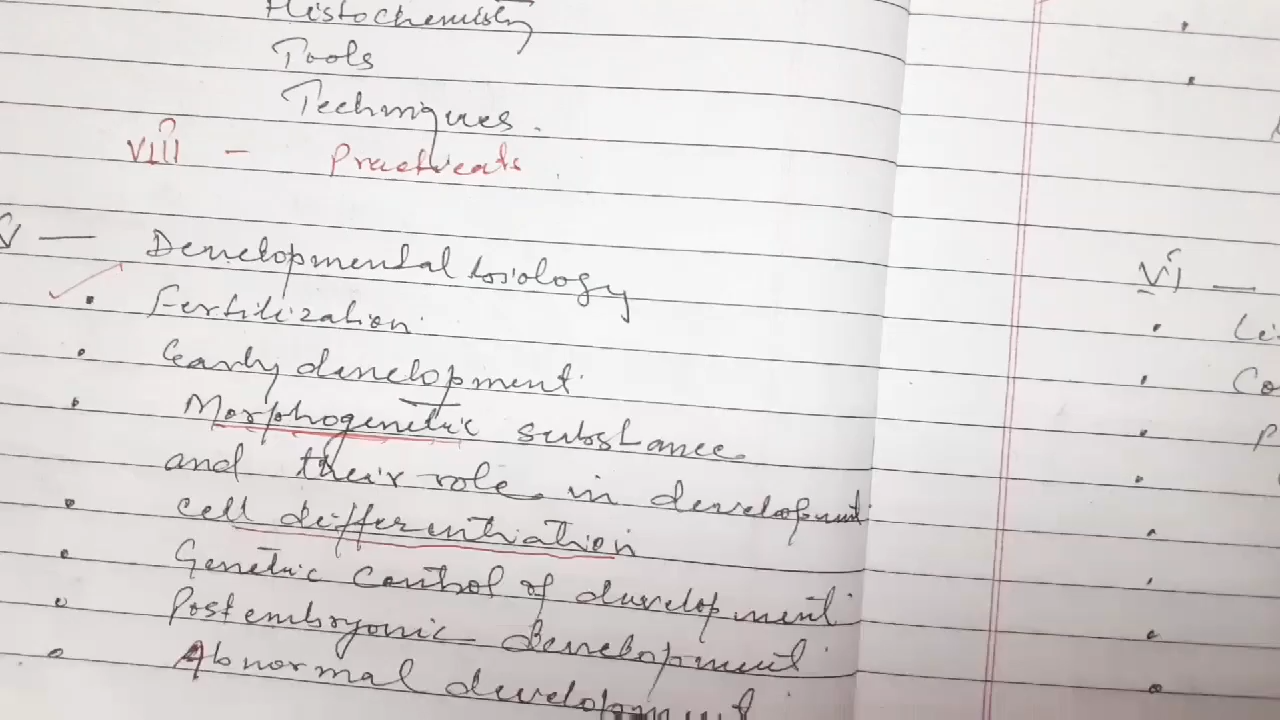 Histochemistry
Tools
Techniques.
VIII - Practicals
V — Developmental biology
• Fertilization
• Early development
• Morphogenetic substance
and their role in development
• Cell differentiation
• Genetic control of development
• Post embryonic development
• Abnormal development
VI —